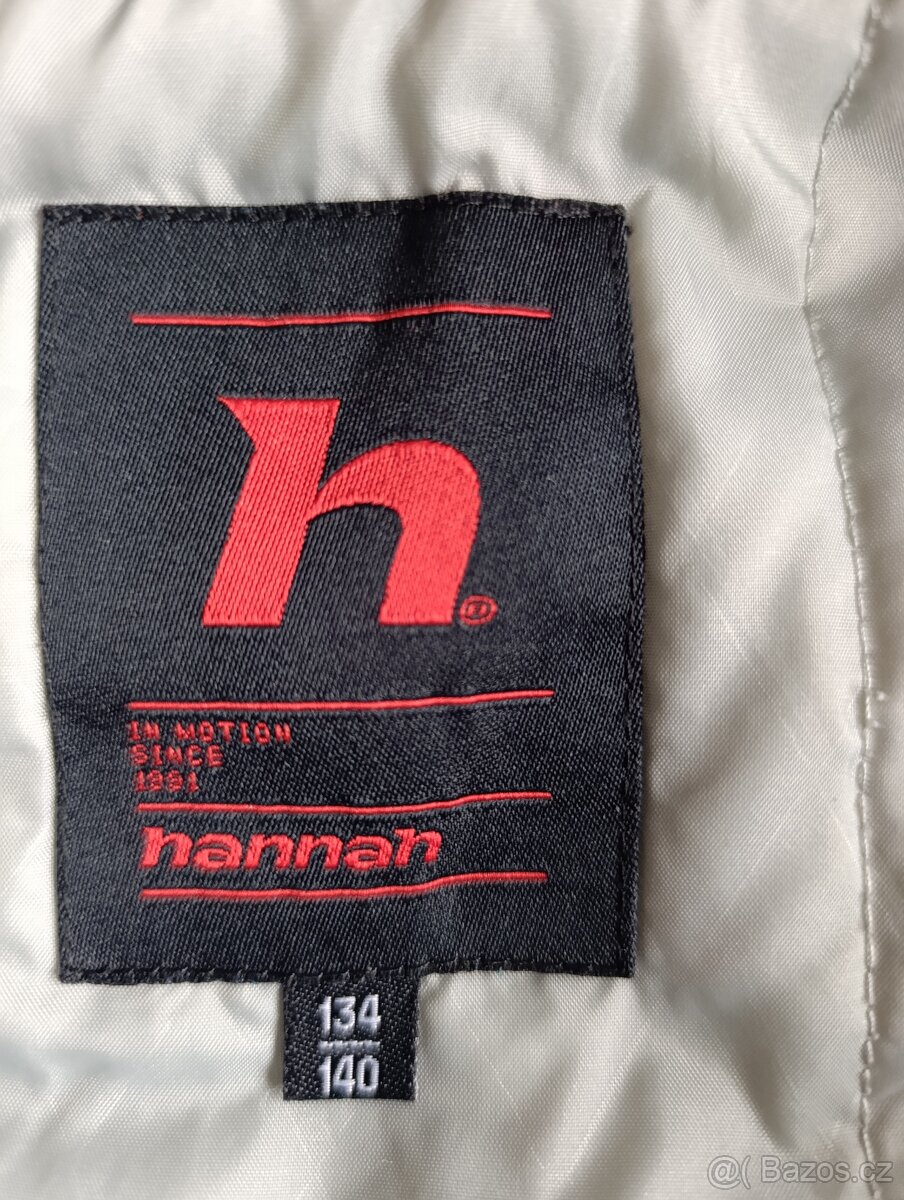 h®
IN MOTION
SINCE
1991
hannah
134
140
@( Bazos.cz